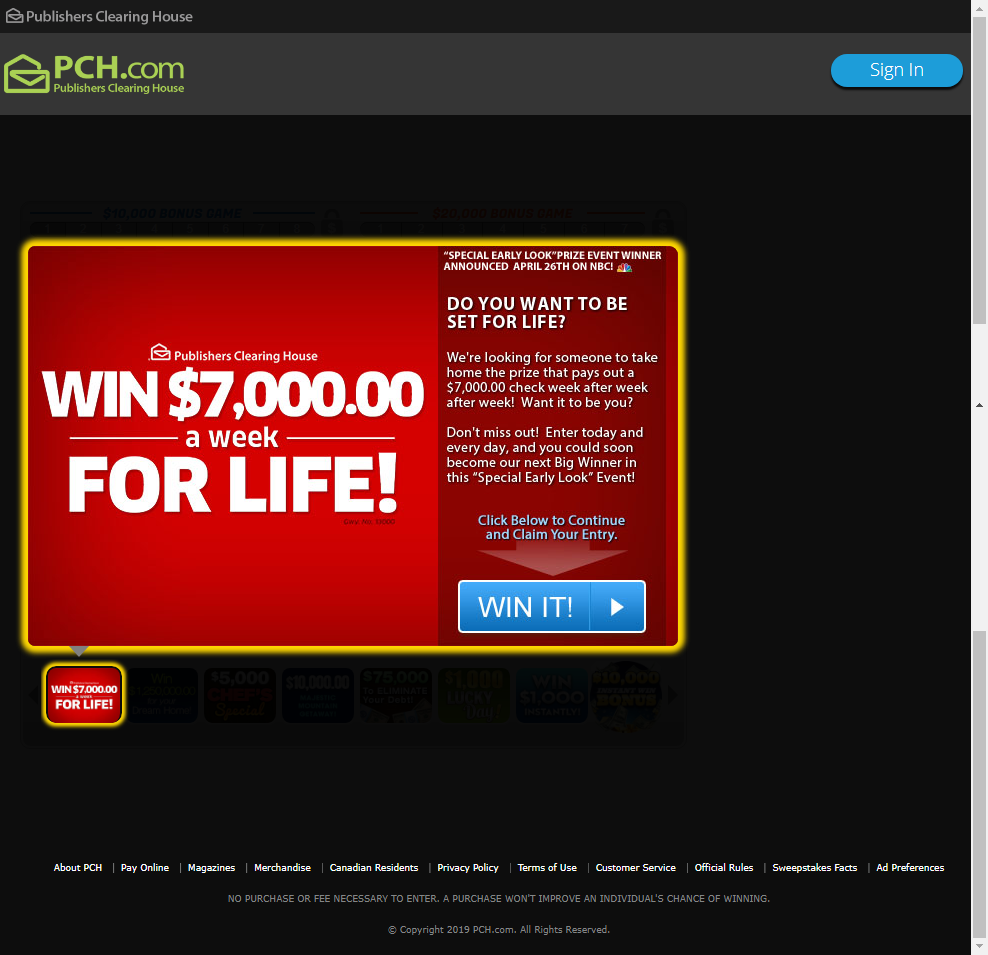 Publishers Clearing House
PCH.com
Publishers Clearing House
Sign In
$10,000 BONUS GAME
$20,000 BONUS GAME
"SPECIAL EARLY LOOK"PRIZE EVENT WINNER
ANNOUNCED APRIL 26TH ON NBC!
DO YOU WANT TO BE
SET FOR LIFE?
We're looking for someone to take
home the prize that pays out a
$7,000.00 check week after week
after week! Want it to be you?
Don't miss out! Enter today and
every day, and you could soon
become our next Big Winner in
this "Special Early Look" Event!
Click Below to Continue
and Claim Your Entry.
WIN IT!
Publishers Clearing House
WIN $7,000.00
a week
FOR LIFE!
WIN $7,000.00
a week
FOR LIFE!
Win
$5,000
CHEF'S
Special
$10,000.00
$75,000
To ELIMINATE
Your Debt!
$1,000
LUCKY
WIN
$1,000
INSTANTLY!
$10,000
BONUS
About PCH | Pay Online | Magazines | Merchandise | Canadian Residents | Privacy Policy | Terms of Use | Customer Service | Official Rules | Sweepstakes Facts | Ad Preferences
NO PURCHASE OR FEE NECESSARY TO ENTER. A PURCHASE WON'T IMPROVE AN INDIVIDUAL'S CHANCE OF WINNING.
© Copyright 2019 PCH.com. All Rights Reserved.